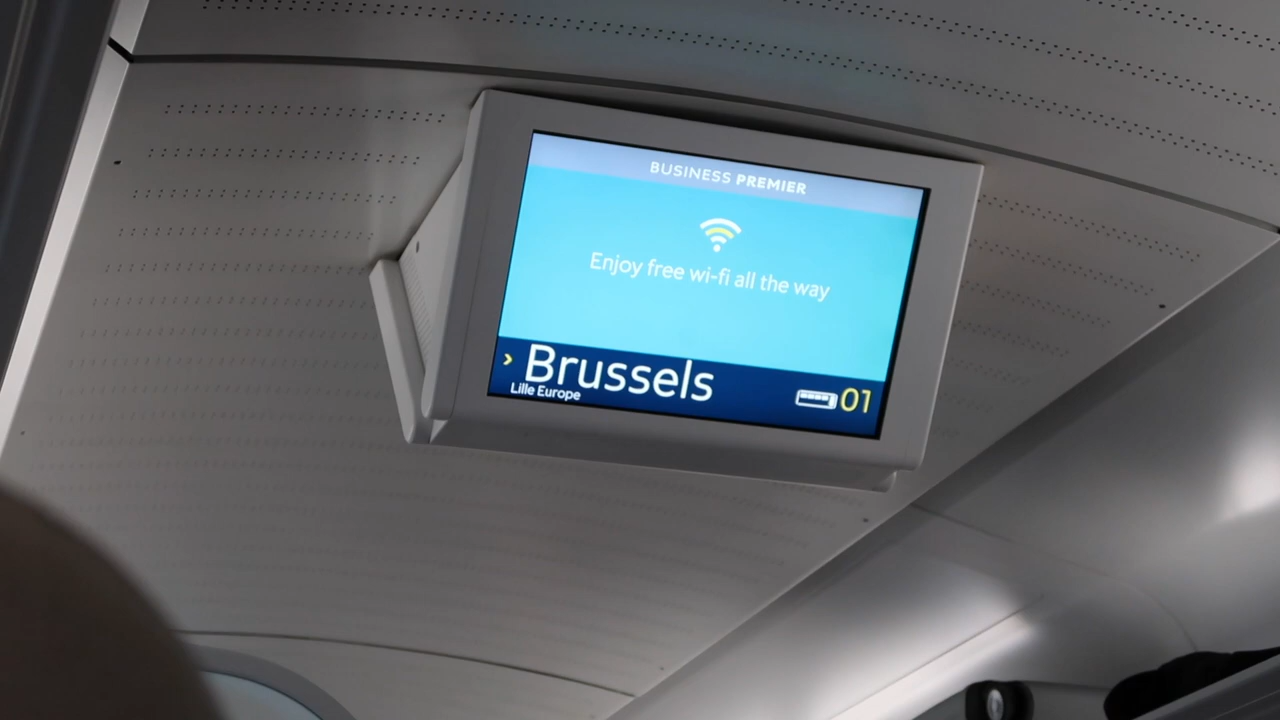 BUSINESS PREMIER
Enjoy free wi-fi all the way
› Brussels
Lille Europe
01